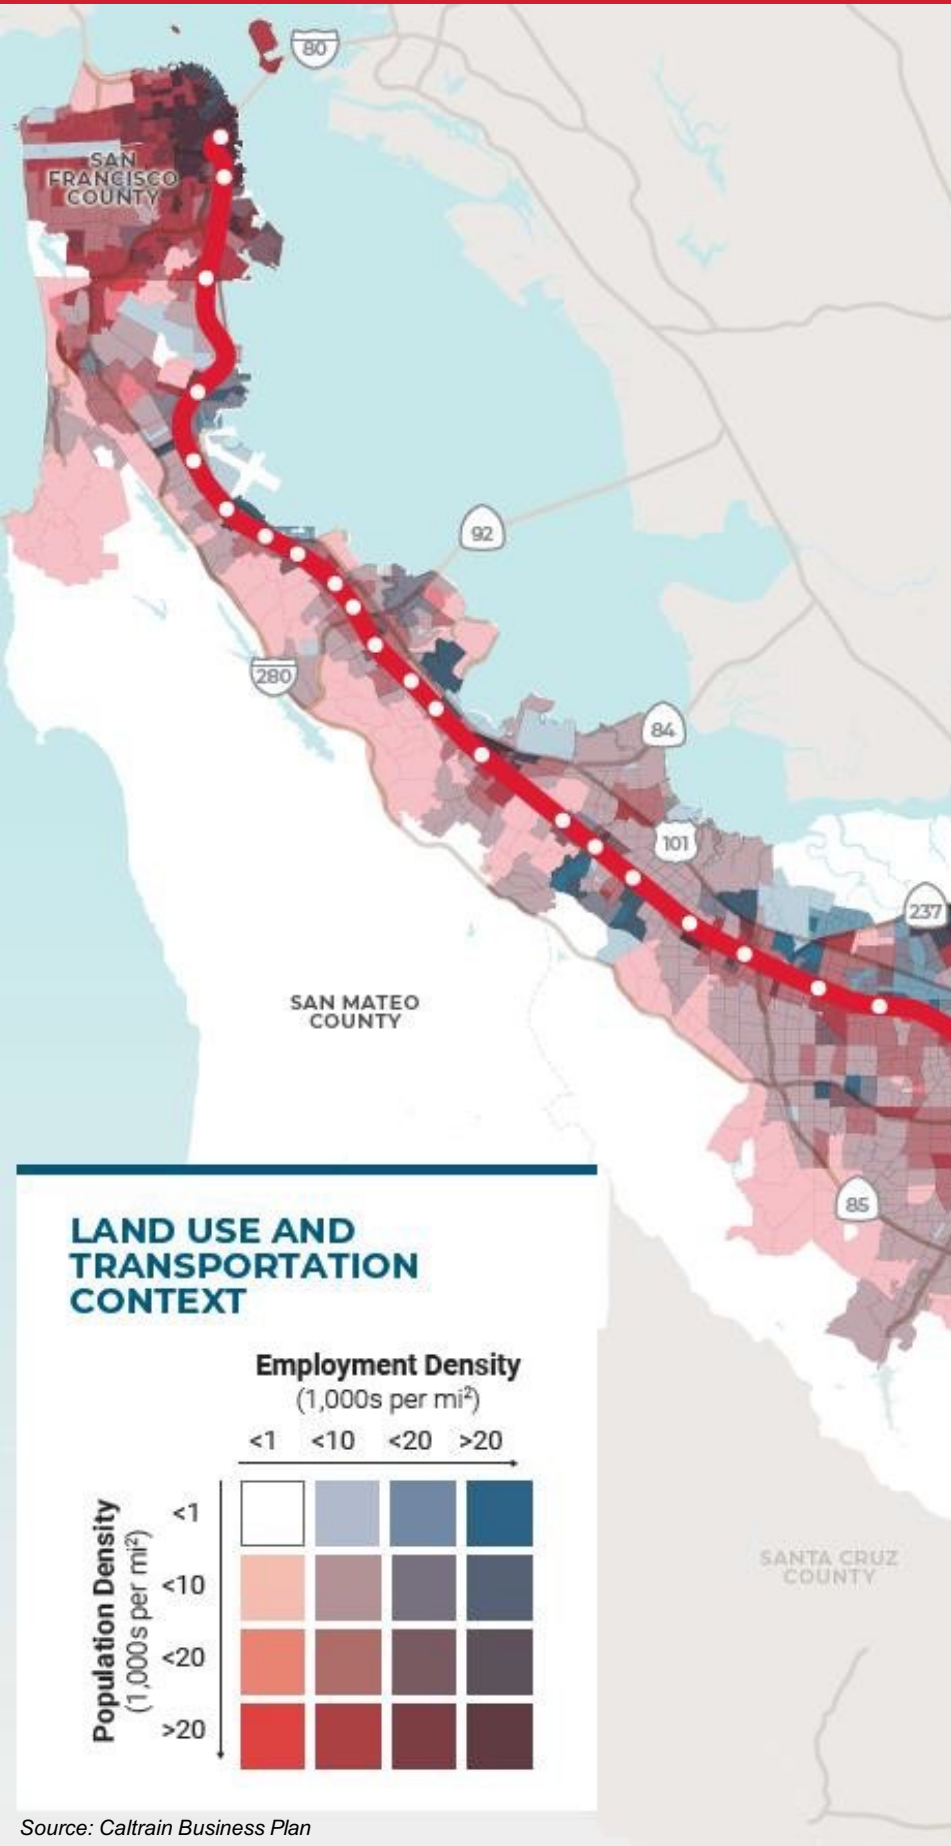 80
SAN
FRANCISCO
COUNTY
92
280
84
101
237
SAN MATEO
COUNTY
85
LAND USE AND
TRANSPORTATION
CONTEXT
Employment Density
(1,000s per mi²)
<1 <10 <20 >20
Population Density
(1,000s per mi²)
<1
<10
<20
>20
SANTA CRUZ
COUNTY
Source: Caltrain Business Plan